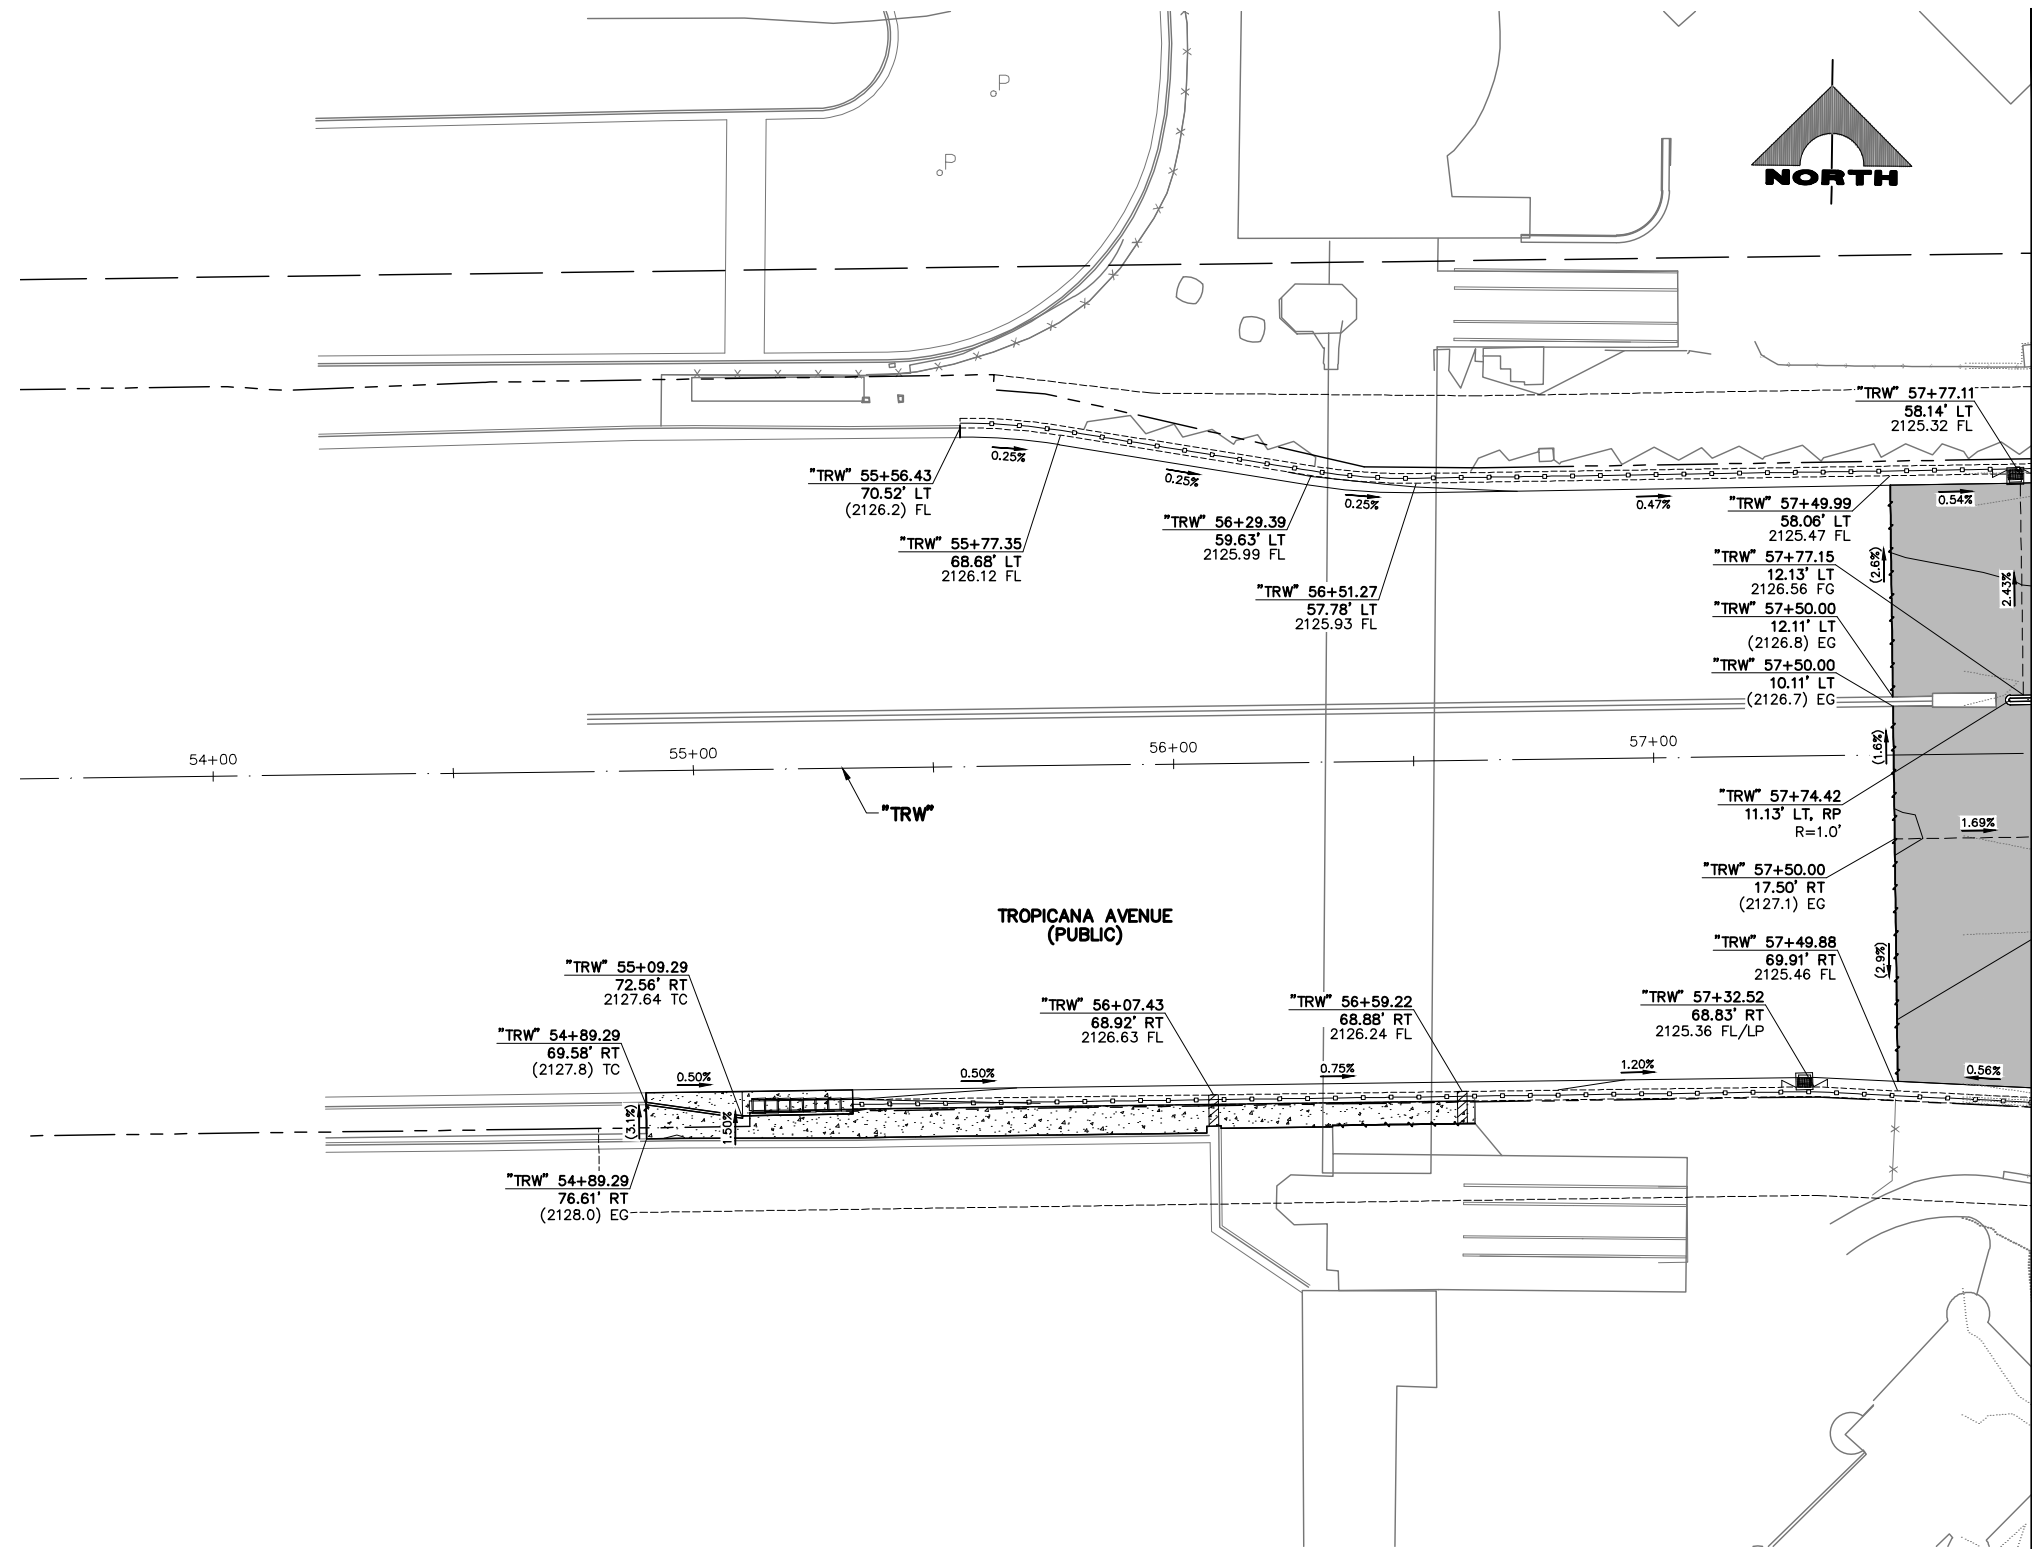 P
P
NORTH
"TRW" 57+77.11
58.14' LT
2125.32 FL
0.25%
0.25%
0.25%
0.47%
0.54%
"TRW" 55+56.43
70.52' LT
(2126.2) FL
"TRW" 55+77.35
68.68' LT
2126.12 FL
"TRW" 56+29.39
59.63' LT
2125.99 FL
"TRW" 56+51.27
57.78' LT
2125.93 FL
"TRW" 57+49.99
58.06' LT
2125.47 FL
"TRW" 57+77.15
12.13' LT
2126.56 FG
"TRW" 57+50.00
12.11' LT
(2126.8) EG
"TRW" 57+50.00
10.11' LT
(2126.7) EG
(2.6%)
2.43%
54+00
55+00
56+00
57+00
(1.6%)
"TRW"
"TRW" 57+74.42
11.13' LT, RP
R=1.0'
1.69%
"TRW" 57+50.00
17.50' RT
(2127.1) EG
TROPICANA AVENUE
(PUBLIC)
"TRW" 57+49.88
69.91' RT
2125.46 FL
(2.9%)
"TRW" 55+09.29
72.56' RT
2127.64 TC
"TRW" 56+07.43
68.92' RT
2126.63 FL
"TRW" 56+59.22
68.88' RT
2126.24 FL
"TRW" 57+32.52
68.83' RT
2125.36 FL/LP
"TRW" 54+89.29
69.58' RT
(2127.8) TC
0.50%
0.50%
0.75%
1.20%
0.56%
(3.1%)
1.50%
"TRW" 54+89.29
76.61' RT
(2128.0) EG